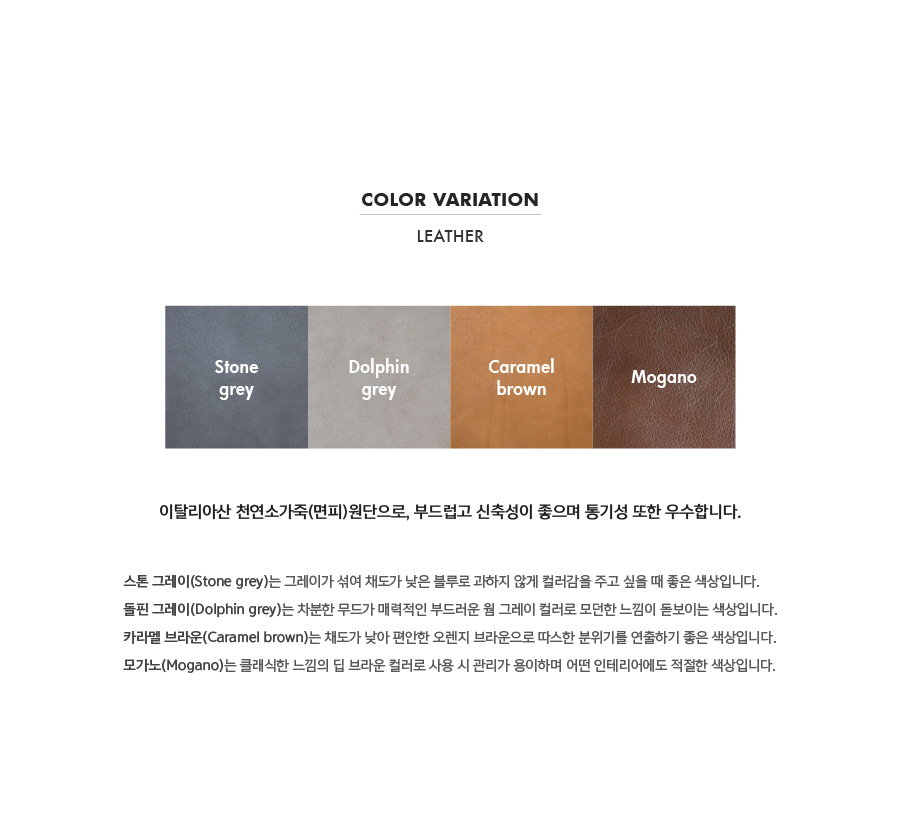 COLOR VARIATION
LEATHER
Stone
grey
Dolphin
grey
Caramel
brown
Mogano
이탈리아산 천연소가죽(면피)원단으로, 부드럽고 신축성이 좋으며 통기성 또한 우수합니다.
스톤 그레이(Stone grey)는 그레이가 섞여 채도가 낮은 블루로 과하지 않게 컬러감을 주고 싶을 때 좋은 색상입니다.
돌핀 그레이(Dolphin grey)는 차분한 무드가 매력적인 부드러운 웜 그레이 컬러로 모던한 느낌이 돋보이는 색상입니다.
카라멜 브라운(Caramel brown)는 채도가 낮아 편안한 오렌지 브라운으로 따스한 분위기를 연출하기 좋은 색상입니다.
모가노(Mogano)는 클래식한 느낌의 딥 브라운 컬러로 사용 시 관리가 용이하며 어떤 인테리어에도 적절한 색상입니다.